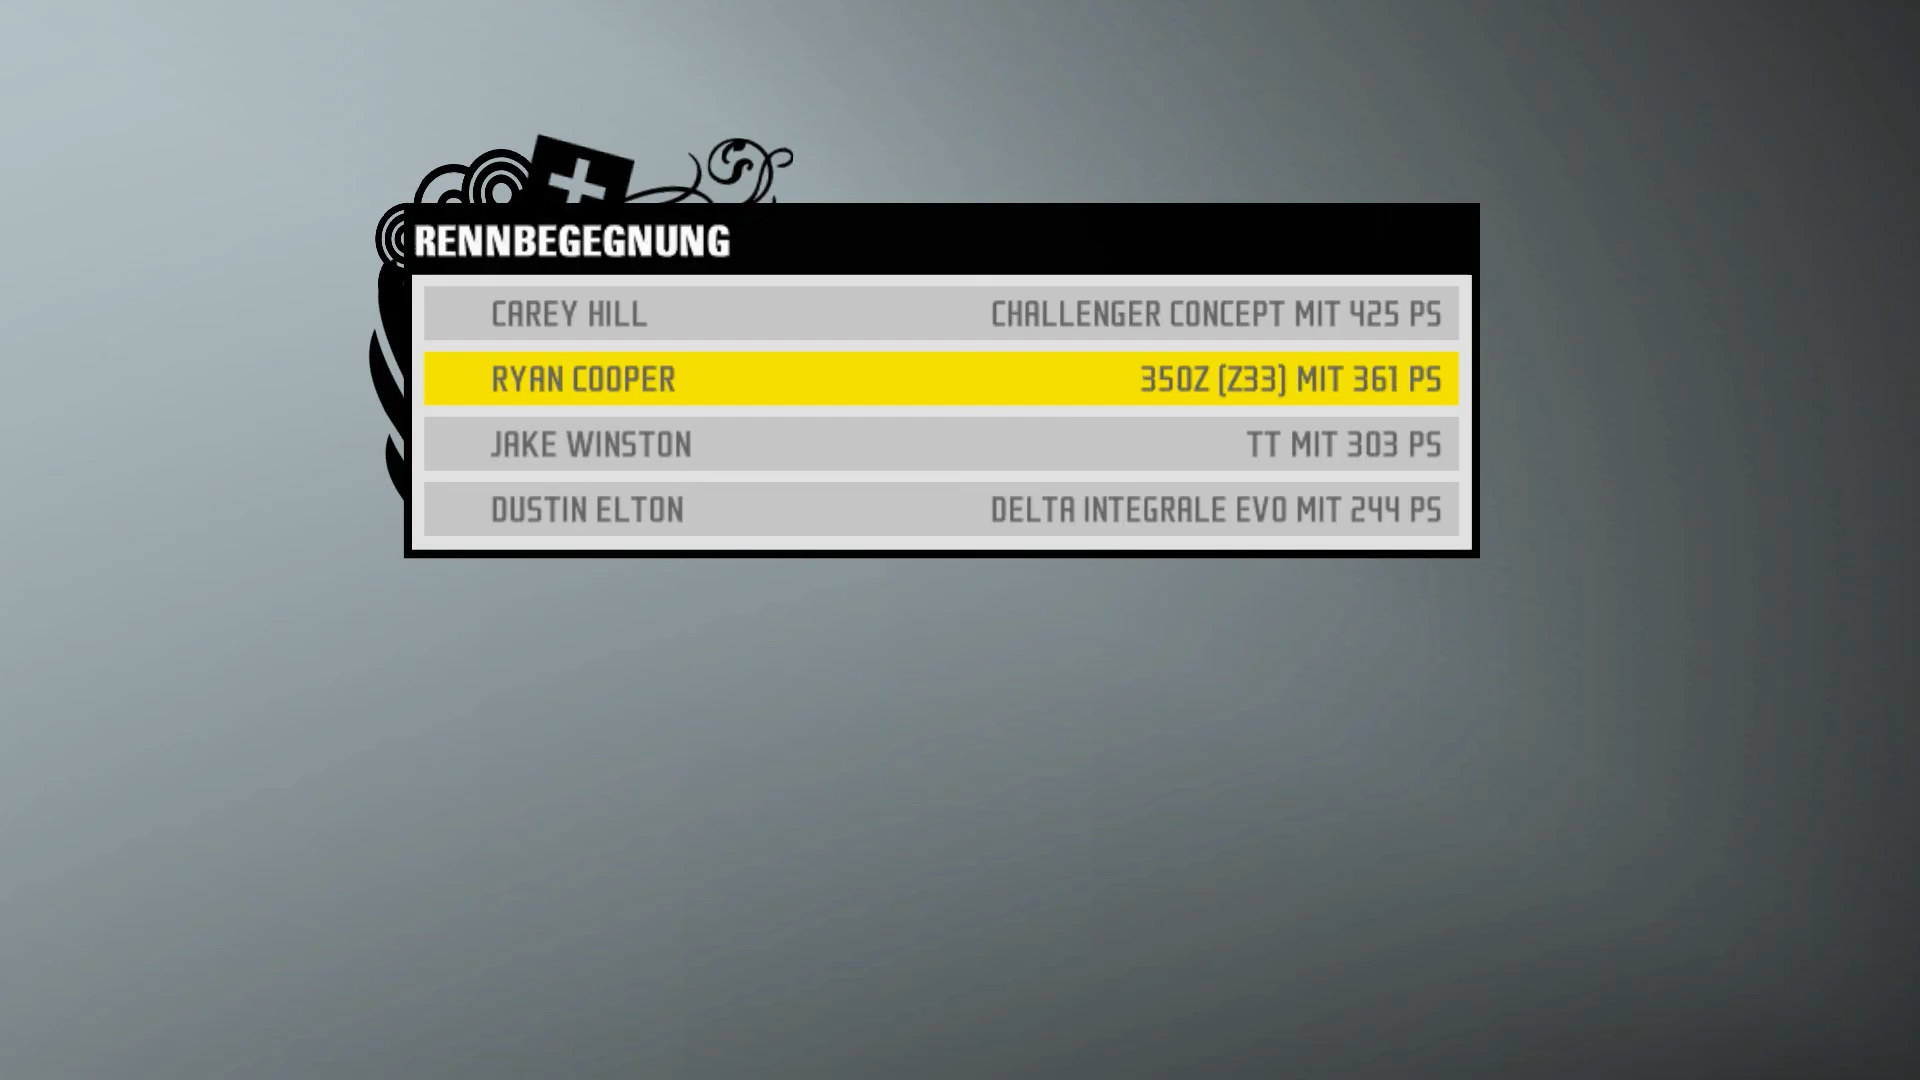 RENNBEGEGNUNG
CAREY HILL CHALLENGER CONCEPT MIT 425 PS
RYAN COOPER 350Z (Z33) MIT 361 PS
JAKE WINSTON TT MIT 303 PS
DUSTIN ELTON DELTA INTEGRALE EVO MIT 244 PS